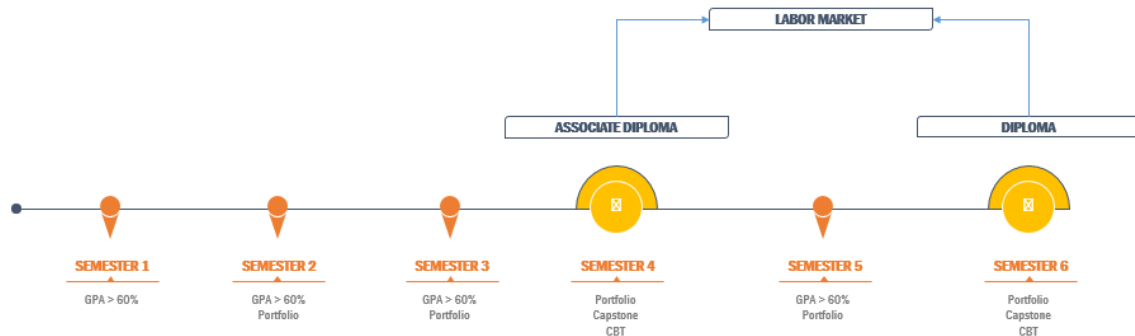 LABOR MARKET
ASSOCIATE DIPLOMA
DIPLOMA
SEMESTER 1
GPA > 60%
SEMESTER 2
GPA > 60%
Portfolio
SEMESTER 3
GPA > 60%
Portfolio
SEMESTER 4
Portfolio
Capstone
CBT
SEMESTER 5
GPA > 60%
Portfolio
SEMESTER 6
Portfolio
Capstone
CBT